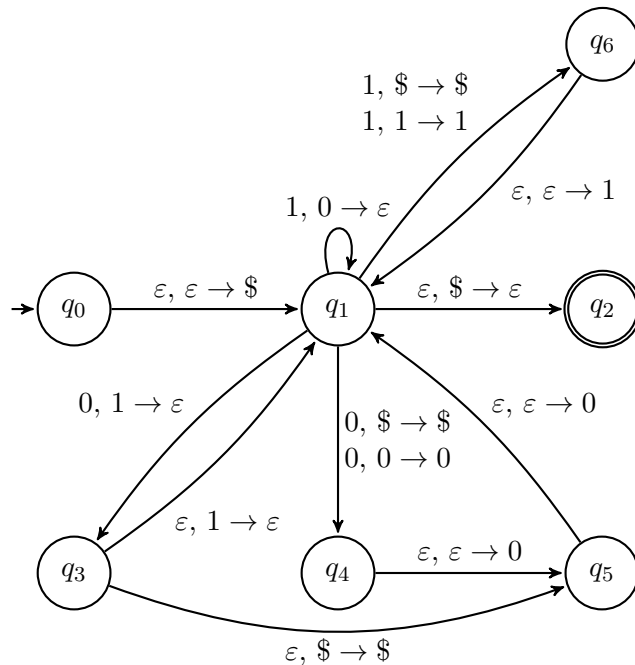 q6
1, $ → $
1, 1 → 1
ε, ε → 1
1, 0 → ε
q0
ε, ε → $
q1
ε, $ → ε
q2
0, 1 → ε
0, $ → $
0, 0 → 0
ε, ε → 0
ε, 1 → ε
q3
q4
ε, ε → 0
q5
ε, $ → $